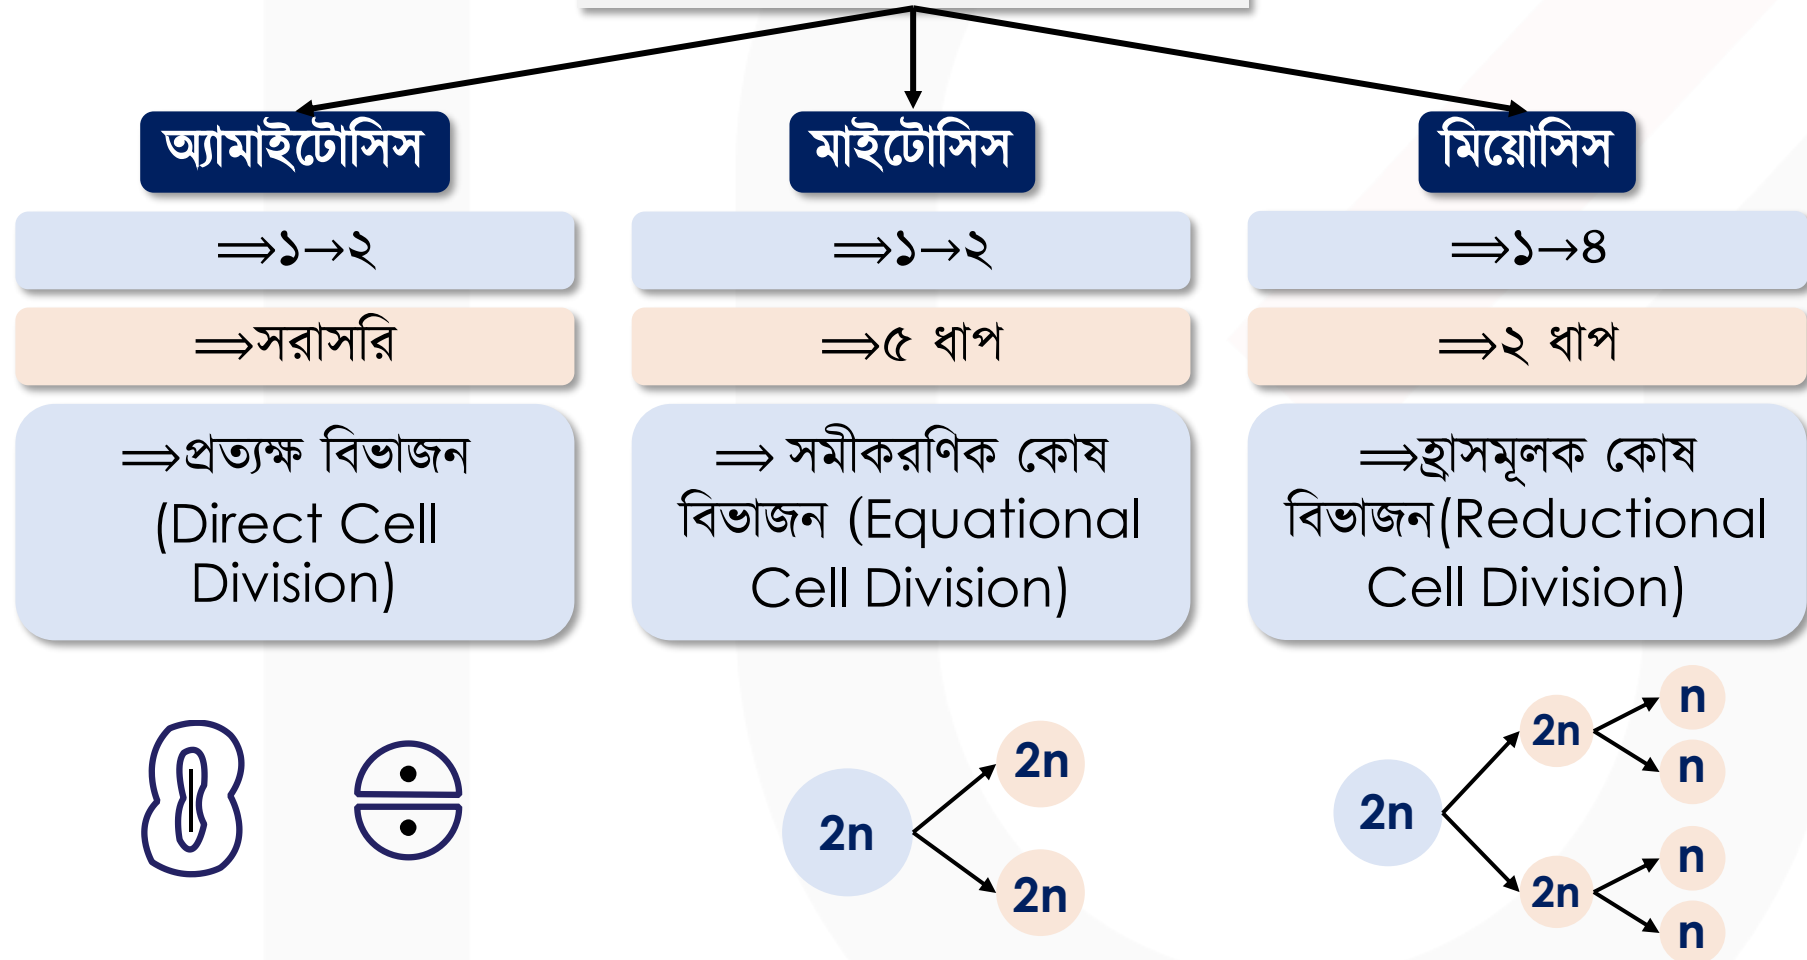 অ্যামাইটোসিস
মাইটোসিস
মিয়োসিস
⟹১→২
⟹১→২
⟹১→৪
⟹সরাসরি
⟹৫ ধাপ
⟹২ ধাপ
⟹প্রত্যক্ষ বিভাজন
(Direct Cell
Division)
⟹ সমীকরণিক কোষ
বিভাজন (Equational
Cell Division)
⟹হ্রাসমূলক কোষ
বিভাজন(Reductional
Cell Division)
2n
2n
2n
2n
2n
n
n
2n
n
n